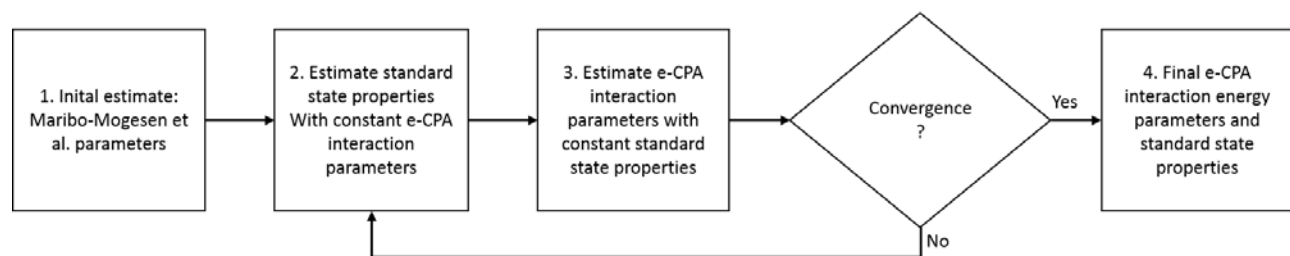 1. Inital estimate:
Maribo-Mogesen et
al. parameters
2. Estimate standard
state properties
With constant e-CPA
interaction
parameters
3. Estimate e-CPA
interaction
parameters with
constant standard
state properties
Convergence
?
Yes
No
4. Final e-CPA
interaction energy
parameters and
standard state
properties